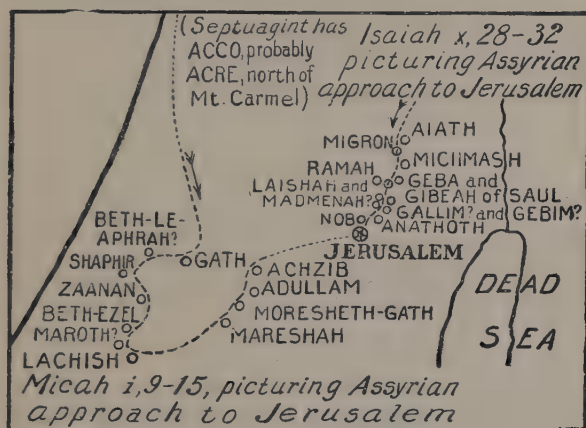 (Septuagint has
ACCO, probably
ACRE, north of
Mt. Carmel)
Isaiah x, 28-32
picturing Assyrian
approach to Jerusalem
AIATH
MIGRON
MICHMASH
RAMAH
GEBA and
LAISHAH and
MADMENAH?
GIBEAH of SAUL
GALLIM? and GEBIM?
NOB
ANATHOTH
JERUSALEM
BETH-LE-
APHRAH?
SHAPHIR
GATH
ACHZIB
ZAANAN
ADULLAM
BETH-EZEL
MORESHETH-GATH
MAROTH?
MARESHAH
LACHISH
DEAD
SEA
Micah i, 9-15, picturing Assyrian
approach to Jerusalem